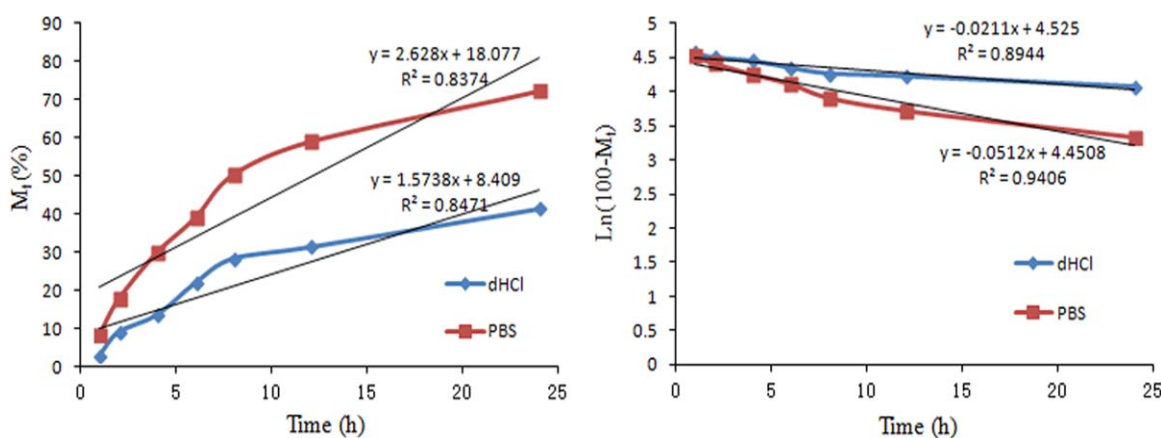 90
80
70
60
50
40
30
20
10
0
0 5 10 15 20 25
M_t (%)
Time (h)
y = 2.628x + 18.077
R² = 0.8374
y = 1.5738x + 8.409
R² = 0.8471
dHCl
PBS
5
4.5
4
3.5
3
2.5
2
1.5
1
0.5
0
0 5 10 15 20 25
Ln(100-M_t)
Time (h)
y = -0.0211x + 4.525
R² = 0.8944
y = -0.0512x + 4.4508
R² = 0.9406
dHCl
PBS